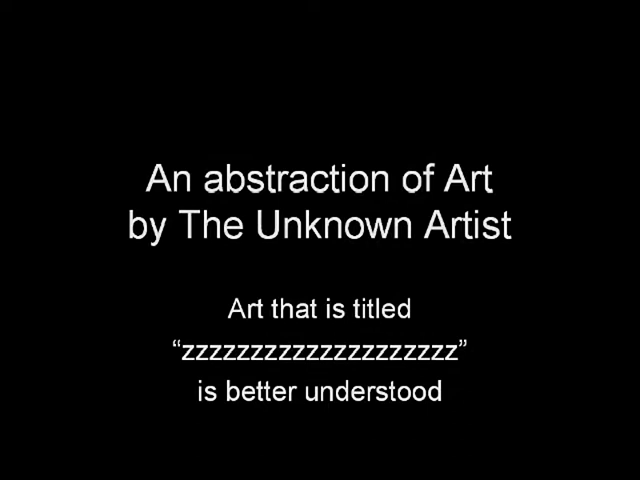 An abstraction of Art
by The Unknown Artist
Art that is titled
“zzzzzzzzzzzzzzzzzzzz”
is better understood